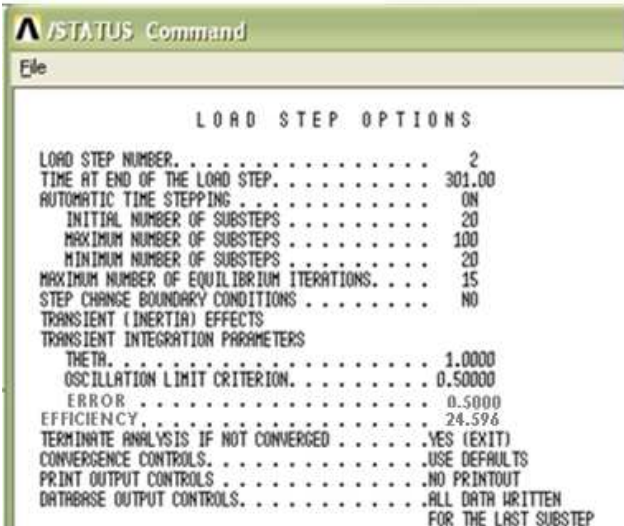 /STATUS Command
File
LOAD STEP OPTIONS
LOAD STEP NUMBER. . . . . . . . . . . . . . . . . 2
TIME AT END OF THE LOAD STEP. . . . . . . . . . 301.00
AUTOMATIC TIME STEPPING . . . . . . . . . . . . . ON
INITIAL NUMBER OF SUBSTEPS . . . . . . . . . 20
MAXIMUM NUMBER OF SUBSTEPS . . . . . . . . . 100
MINIMUM NUMBER OF SUBSTEPS . . . . . . . . . 20
MAXIMUM NUMBER OF EQUILIBRIUM ITERATIONS. . . . 15
STEP CHANGE BOUNDARY CONDITIONS . . . . . . . . NO
TRANSIENT (INERTIA) EFFECTS
TRANSIENT INTEGRATION PARAMETERS
THETA. . . . . . . . . . . . . . . . . . . . 1.0000
OSCILLATION LIMIT CRITERION. . . . . . . . . 0.50000
ERROR . . . . . . . . . . . . . . . . . . 0.5000
EFFICIENCY. . . . . . . . . . . . . . . . . . 24.596
TERMINATE ANALYSIS IF NOT CONVERGED . . . . . .YES (EXIT)
CONVERGENCE CONTROLS. . . . . . . . . . . . . .USE DEFAULTS
PRINT OUTPUT CONTROLS . . . . . . . . . . . . .NO PRINTOUT
DATABASE OUTPUT CONTROLS. . . . . . . . . . . .ALL DATA WRITTEN
FOR THE LAST SUBSTEP